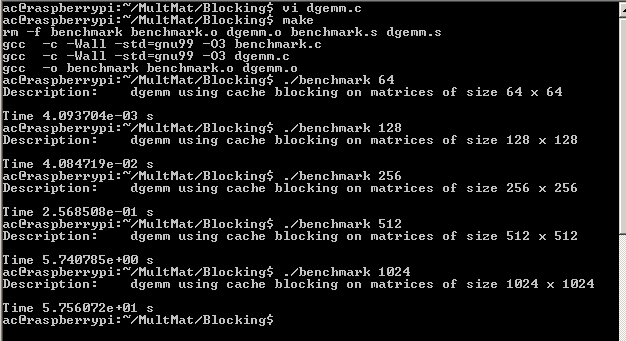 ac@raspberrypi:~/MultMat/Blocking$ vi dgemm.c
ac@raspberrypi:~/MultMat/Blocking$ make
rm -f benchmark benchmark.o dgemm.o benchmark.s dgemm.s
gcc  -c -Wall -std=gnu99 -O3 benchmark.c
gcc  -c -Wall -std=gnu99 -O3 dgemm.c
gcc  -o benchmark benchmark.o dgemm.o
ac@raspberrypi:~/MultMat/Blocking$ ./benchmark 64
Description:    dgemm using cache blocking on matrices of size 64 x 64
Time 4.093704e-03 s
ac@raspberrypi:~/MultMat/Blocking$ ./benchmark 128
Description:    dgemm using cache blocking on matrices of size 128 x 128
Time 4.084719e-02 s
ac@raspberrypi:~/MultMat/Blocking$ ./benchmark 256
Description:    dgemm using cache blocking on matrices of size 256 x 256
Time 2.568508e-01 s
ac@raspberrypi:~/MultMat/Blocking$ ./benchmark 512
Description:    dgemm using cache blocking on matrices of size 512 x 512
Time 5.740785e+00 s
ac@raspberrypi:~/MultMat/Blocking$ ./benchmark 1024
Description:    dgemm using cache blocking on matrices of size 1024 x 1024
Time 5.756072e+01 s
ac@raspberrypi:~/MultMat/Blocking$